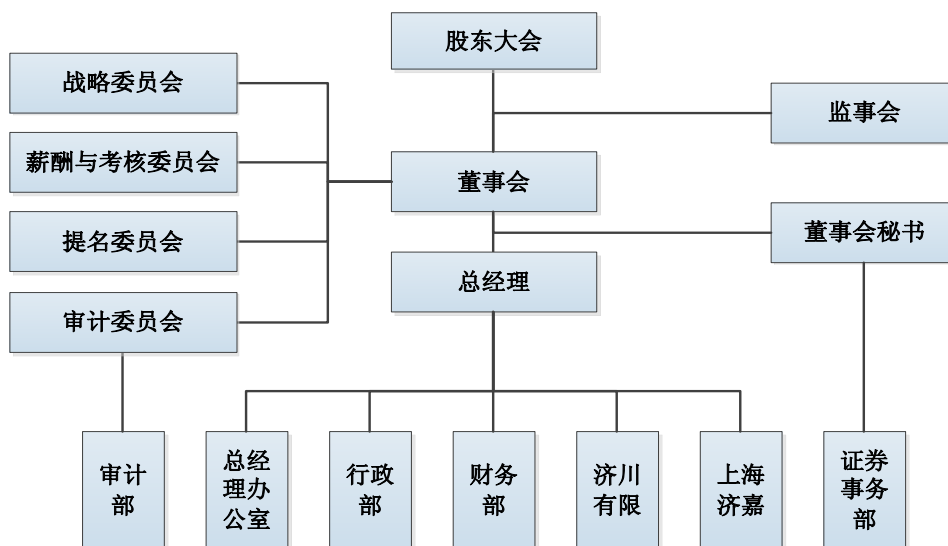 股东大会
战略委员会
监事会
薪酬与考核委员会
董事会
提名委员会
董事会秘书
总经理
审计委员会
审计
部
总经
理办
公室
行政
部
财务
部
济川
有限
上海
济嘉
证券
事务
部